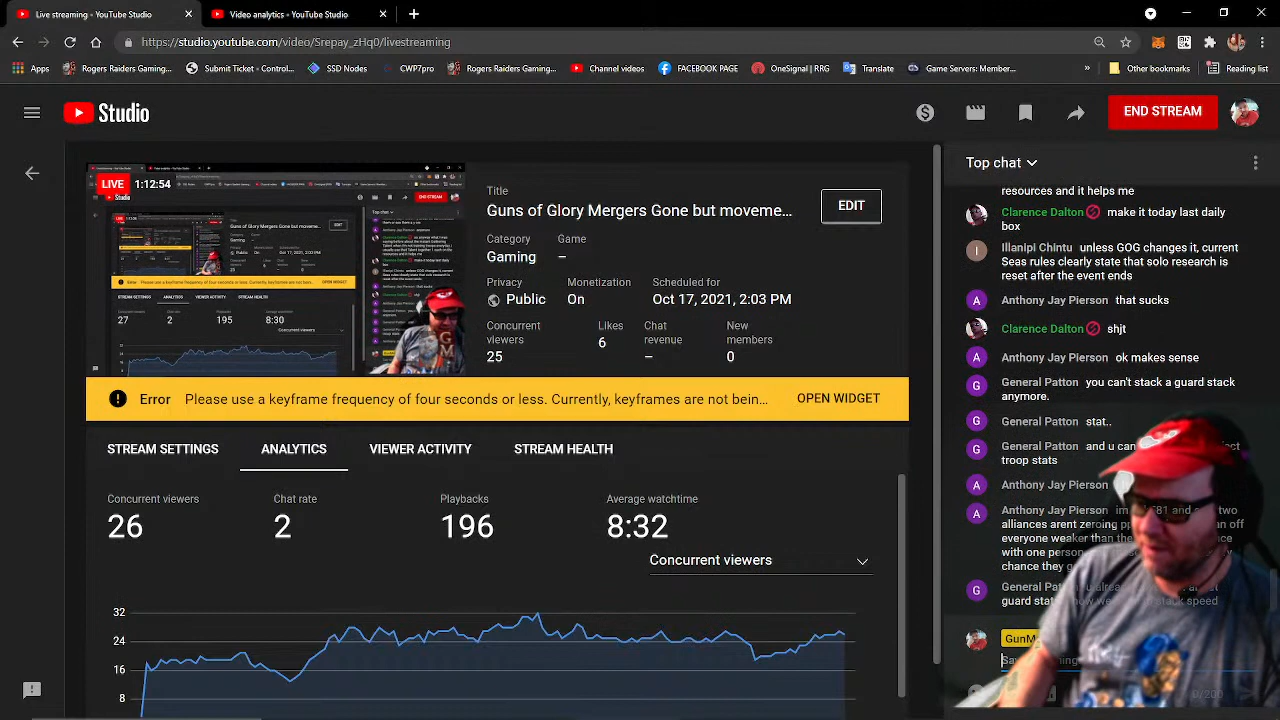 Live streaming - YouTube Studio
Video analytics - YouTube Studio
https://studio.youtube.com/video/Srepay_zHq0/livestreaming
Apps
Rogers Raiders Gaming...
Submit Ticket - Control...
SSD Nodes
CWP7pro
Rogers Raiders Gaming...
Channel videos
FACEBOOK PAGE
OneSignal | RRG
Translate
Game Servers: Member...
»
Other bookmarks
Reading list
Studio
END STREAM
LIVE 1:12:54
Title
Guns of Glory Mergers Gone but moveme...
EDIT
Category
Gaming
Game
–
Privacy
Public
Monetization
On
Scheduled for
Oct 17, 2021, 2:03 PM
Concurrent
viewers
25
Likes
6
Chat
revenue
–
New
members
0
Error Please use a keyframe frequency of four seconds or less. Currently, keyframes are not bein...
OPEN WIDGET
STREAM SETTINGS
ANALYTICS
VIEWER ACTIVITY
STREAM HEALTH
Concurrent viewers
26
Chat rate
2
Playbacks
196
Average watchtime
8:32
Concurrent viewers
32
24
16
8
Top chat
resources and it helps me
Clarence Dalton make it today last daily
box
Illanipi Chintu unless GOG changes it, current
Seas rules clearly state that solo research is
reset after the event ends
Anthony Jay Pierson that sucks
Clarence Dalton shjt
Anthony Jay Pierson ok makes sense
General Patton you can't stack a guard stack
anymore.
General Patton stat..
General Patton and u can
troop stats
Anthony Jay Pierson
Anthony Jay Pierson two
alliances arent zeroing off
everyone weaker than the
with one person
chance they g
General Patton
guard stat stack speed
GunM
0/200